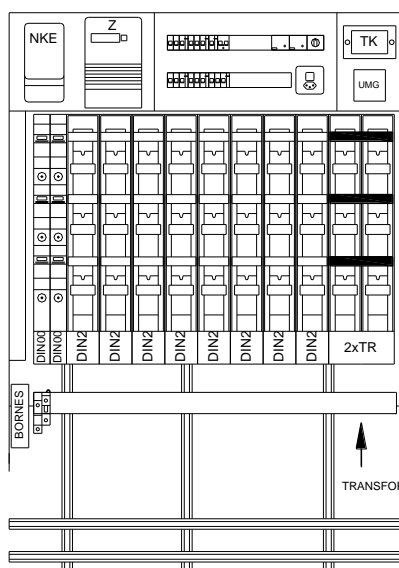 NKE
Z
TK
UMG
DIN00
DIN00
DIN2
DIN2
DIN2
DIN2
DIN2
DIN2
DIN2
DIN2
2xTR
BORNES
TRANSFOR